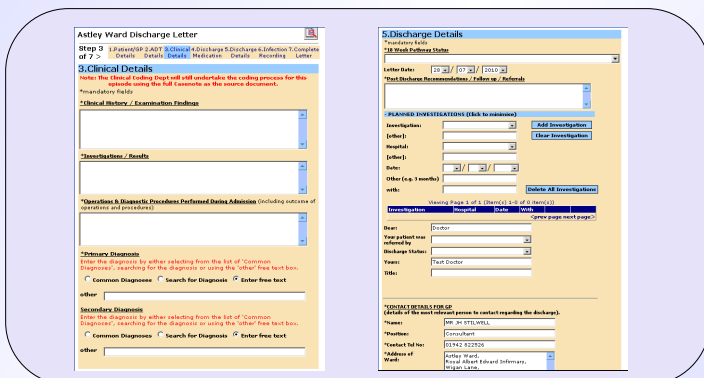 Astley Ward Discharge Letter
Step 3 of 7 >
1.Patient/GP Details 2.ADT Details 3.Clinical Details 4.Discharge Medication 5.Discharge Details 6.Infection Recording 7.Complete Letter
3.Clinical Details
Note: The Clinical Coding Dept will still undertake the coding process for this
episode using the full Casenote as the source document.
*mandatory fields
*Clinical History / Examination Findings
*Investigations / Results
*Operations & Diagnostic Procedures Performed During Admission (including outcome of
operations and procedures)
*Primary Diagnosis
Enter the diagnosis by either selecting from the list of 'Common
Diagnoses', searching for the diagnosis or using the 'other' free text box.
Common Diagnoses Search for Diagnosis Enter free text
other
Secondary Diagnosis
Enter the diagnosis by either selecting from the list of 'Common
Diagnoses', searching for the diagnosis or using the 'other' free text box.
Common Diagnoses Search for Diagnosis Enter free text
other
5.Discharge Details
*mandatory fields
*18 Week Pathway Status
Letter Date: 28 / 07 / 2010
*Post Discharge Recommendations / Follow up / Referrals
- PLANNED INVESTIGATIONS (Click to minimise)
Investigation: Add Investigation
[other]: Clear Investigation
Hospital:
[other]:
Date: / /
Other (e.g. 3 months)
with: Delete All Investigations
Viewing Page 1 of 1 (Item(s) 1-0 of 0 item(s))
Investigation Hospital Date With
<prev page next page>
Dear: Doctor
Your patient was
referred by
Discharge Status:
Yours: Test Doctor
Title:
*CONTACT DETAILS FOR GP
(details of the most relevant person to contact regarding the discharge).
*Name: MR JH STILWELL
*Position: Consultant
*Contact Tel No: 01942 822526
*Address of
Ward:
Astley Ward,
Royal Albert Edward Infirmary,
Wigan Lane,